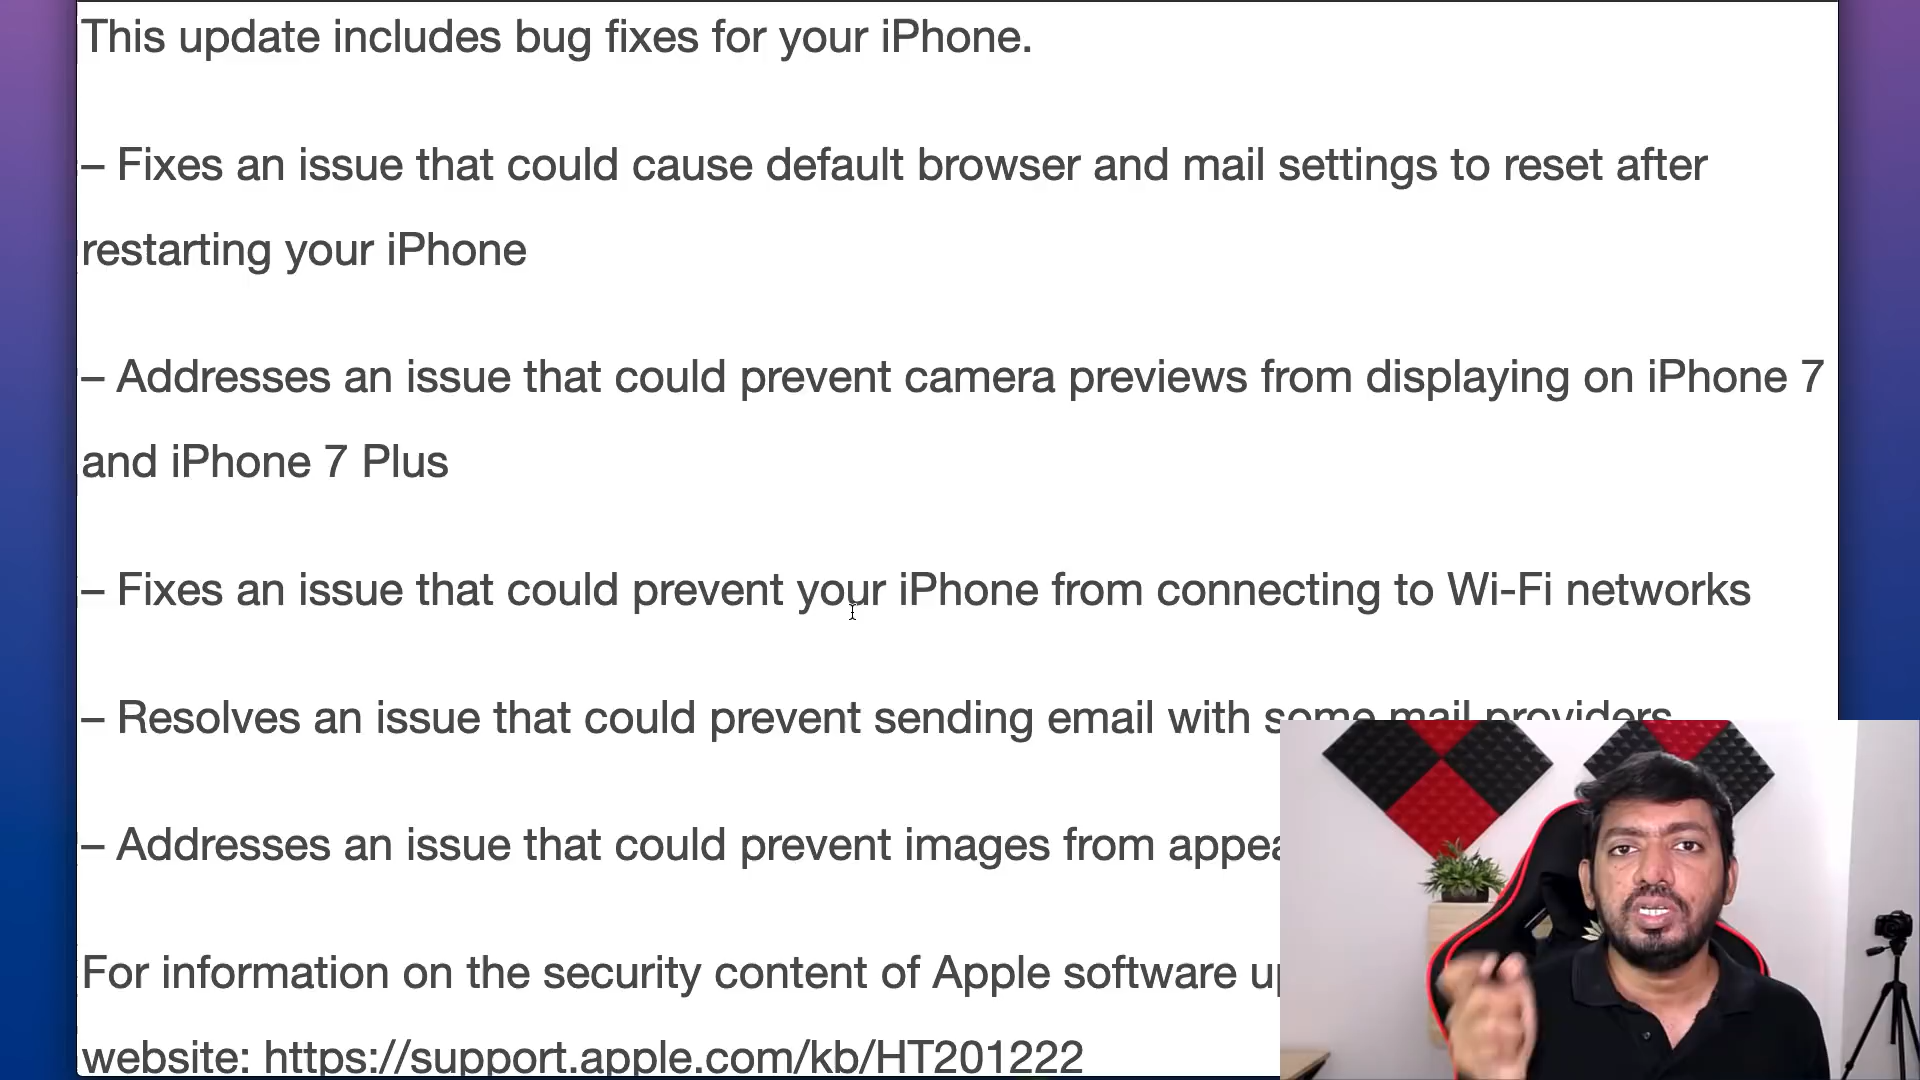 This update includes bug fixes for your iPhone.
– Fixes an issue that could cause default browser and mail settings to reset after
restarting your iPhone
– Addresses an issue that could prevent camera previews from displaying on iPhone 7
and iPhone 7 Plus
– Fixes an issue that could prevent your iPhone from connecting to Wi-Fi networks
– Resolves an issue that could prevent sending email with some mail providers
– Addresses an issue that could prevent images from
For information on the security content of Apple software
website: https://support.apple.com/kb/HT201222